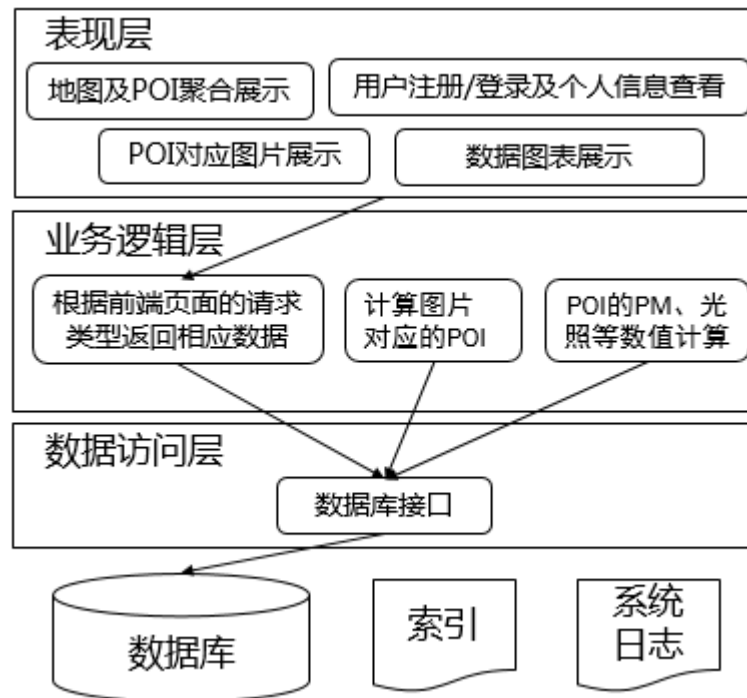 表现层
地图及POI聚合展示
用户注册/登录及个人信息查看
POI对应图片展示
数据图表展示
业务逻辑层
根据前端页面的请求
类型返回相应数据
计算图片
对应的POI
POI的PM、光
照等数值计算
数据访问层
数据库接口
数据库
索引
系统
日志